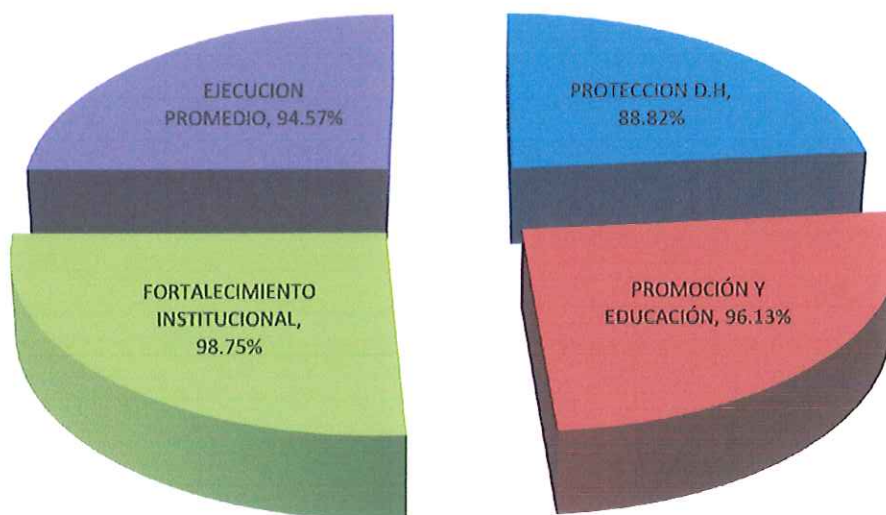 EJECUCION
PROMEDIO, 94.57%
PROTECCION D.H,
88.82%
FORTALECIMIENTO
INSTITUCIONAL,
98.75%
PROMOCIÓN Y
EDUCACIÓN, 96.13%